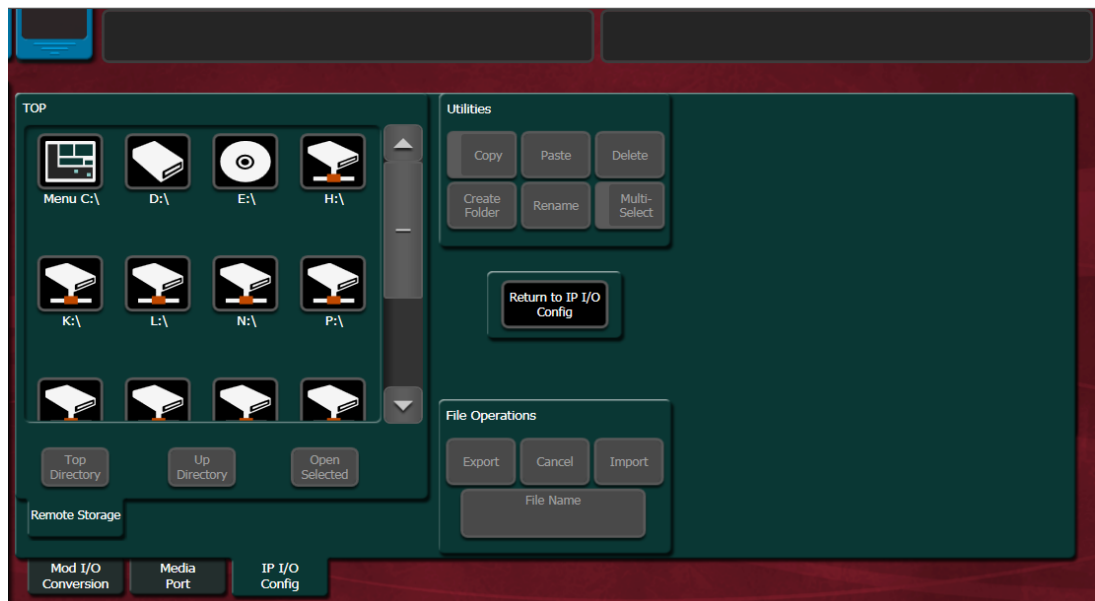 TOP
Menu C:\
D:\
E:\
H:\
K:\
L:\
N:\
P:\
Top
Directory
Up
Directory
Open
Selected
Remote Storage
Utilities
Copy
Paste
Delete
Create
Folder
Rename
Multi-
Select
Return to IP I/O
Config
File Operations
Export
Cancel
Import
File Name
Mod I/O
Conversion
Media
Port
IP I/O
Config